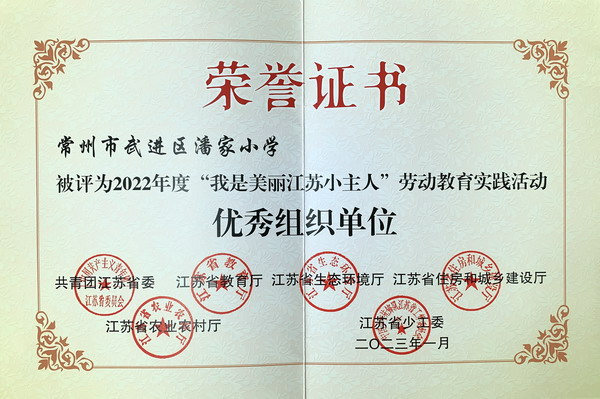 荣誉证书
常州市武进区潘家小学
被评为2022年度“我是美丽江苏小主人”劳动教育实践活动
优秀组织单位
共青团江苏省委 江苏省教育厅 江苏省生态环境厅 江苏省住房和城乡建设厅
江苏省农业农村厅 江苏省少工委
二〇二三年一月